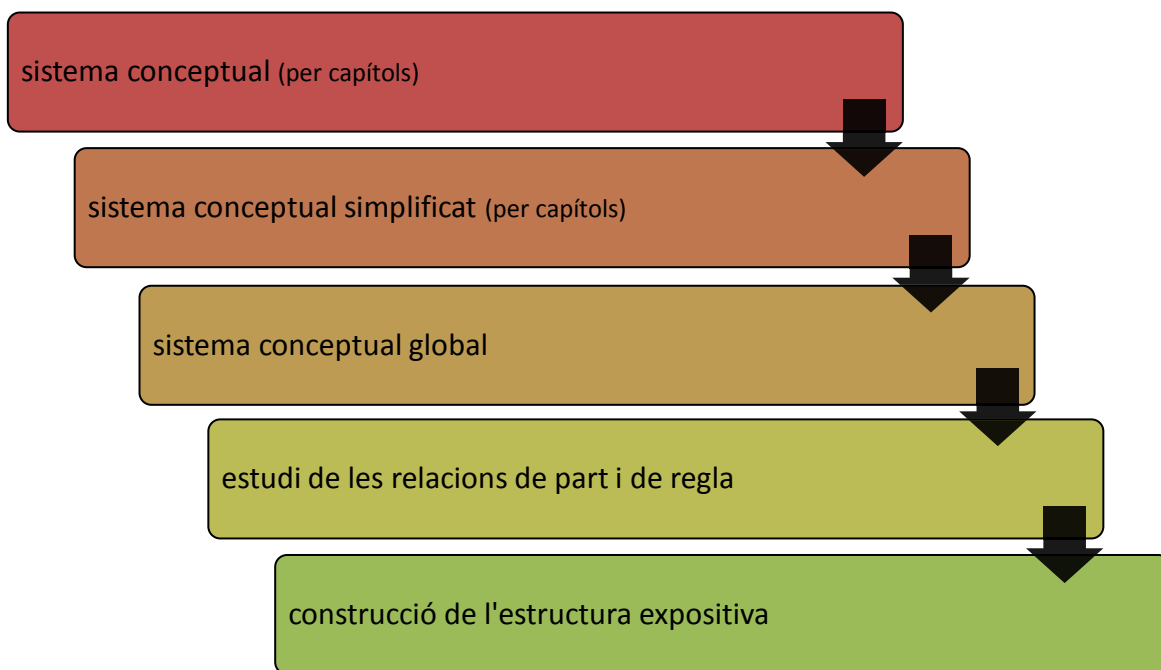 sistema conceptual (per capítols)
sistema conceptual simplificat (per capítols)
sistema conceptual global
estudi de les relacions de part i de regla
construcció de l'estructura expositiva